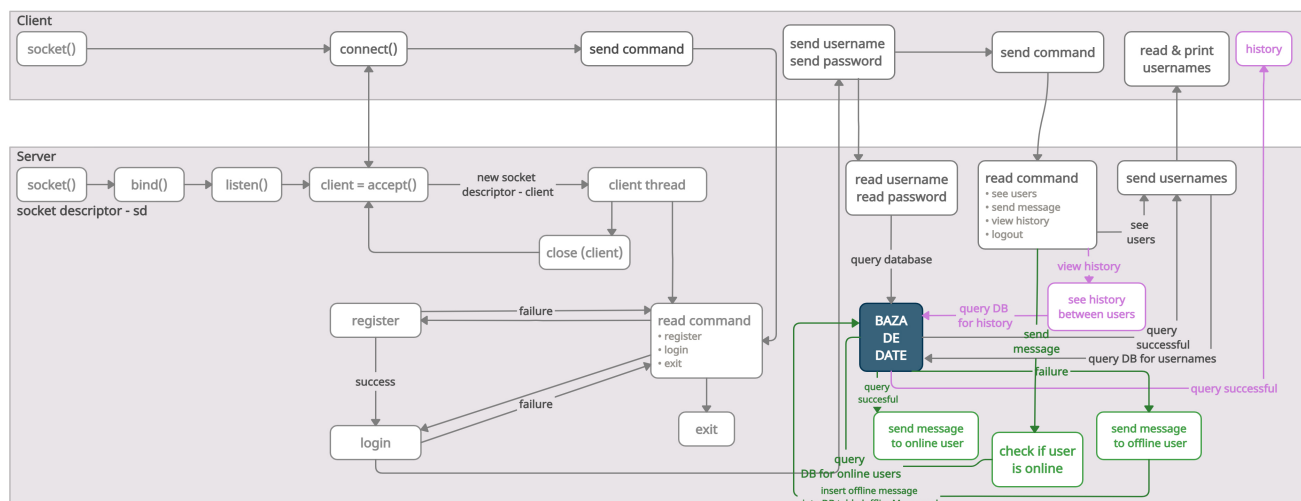 Client
socket()
connect()
send command
send username
send password
send command
read & print
usernames
history
Server
socket()
bind()
listen()
client = accept()
new socket
descriptor - client
client thread
socket descriptor - sd
close (client)
read username
read password
read command
• see users
• send message
• view history
• logout
send usernames
see
users
query database
view history
register
failure
read command
• register
• login
• exit
success
failure
login
exit
BAZA
DE
DATE
query DB
for history
see history
between users
send
message
query
successful
query DB for usernames
failure
query successful
query
succesful
send message
to online user
check if user
is online
send message
to offline user
query
DB for online users
insert offline message